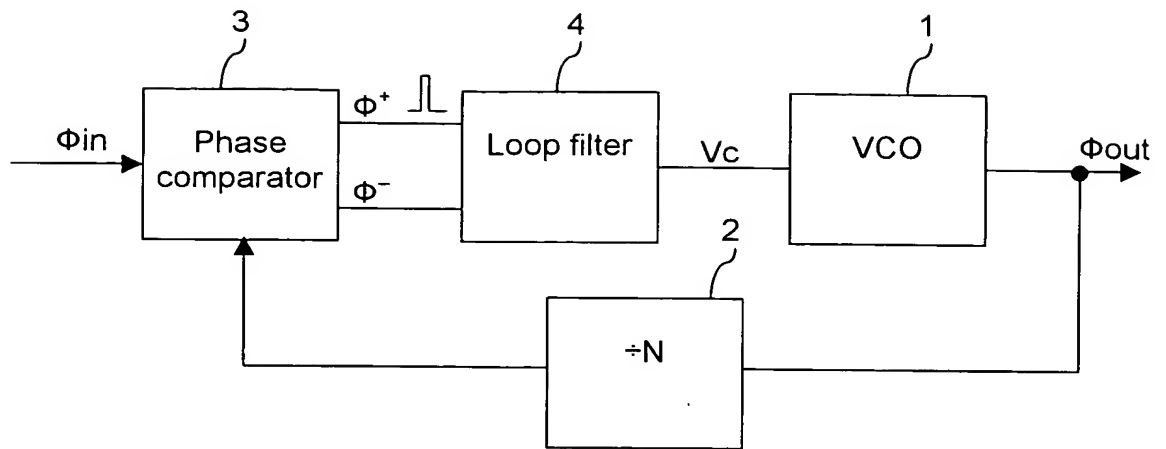 3
4
1
Φin
Phase
comparator
Φ+
Φ−
Loop filter
Vc
VCO
Φout
2
÷N